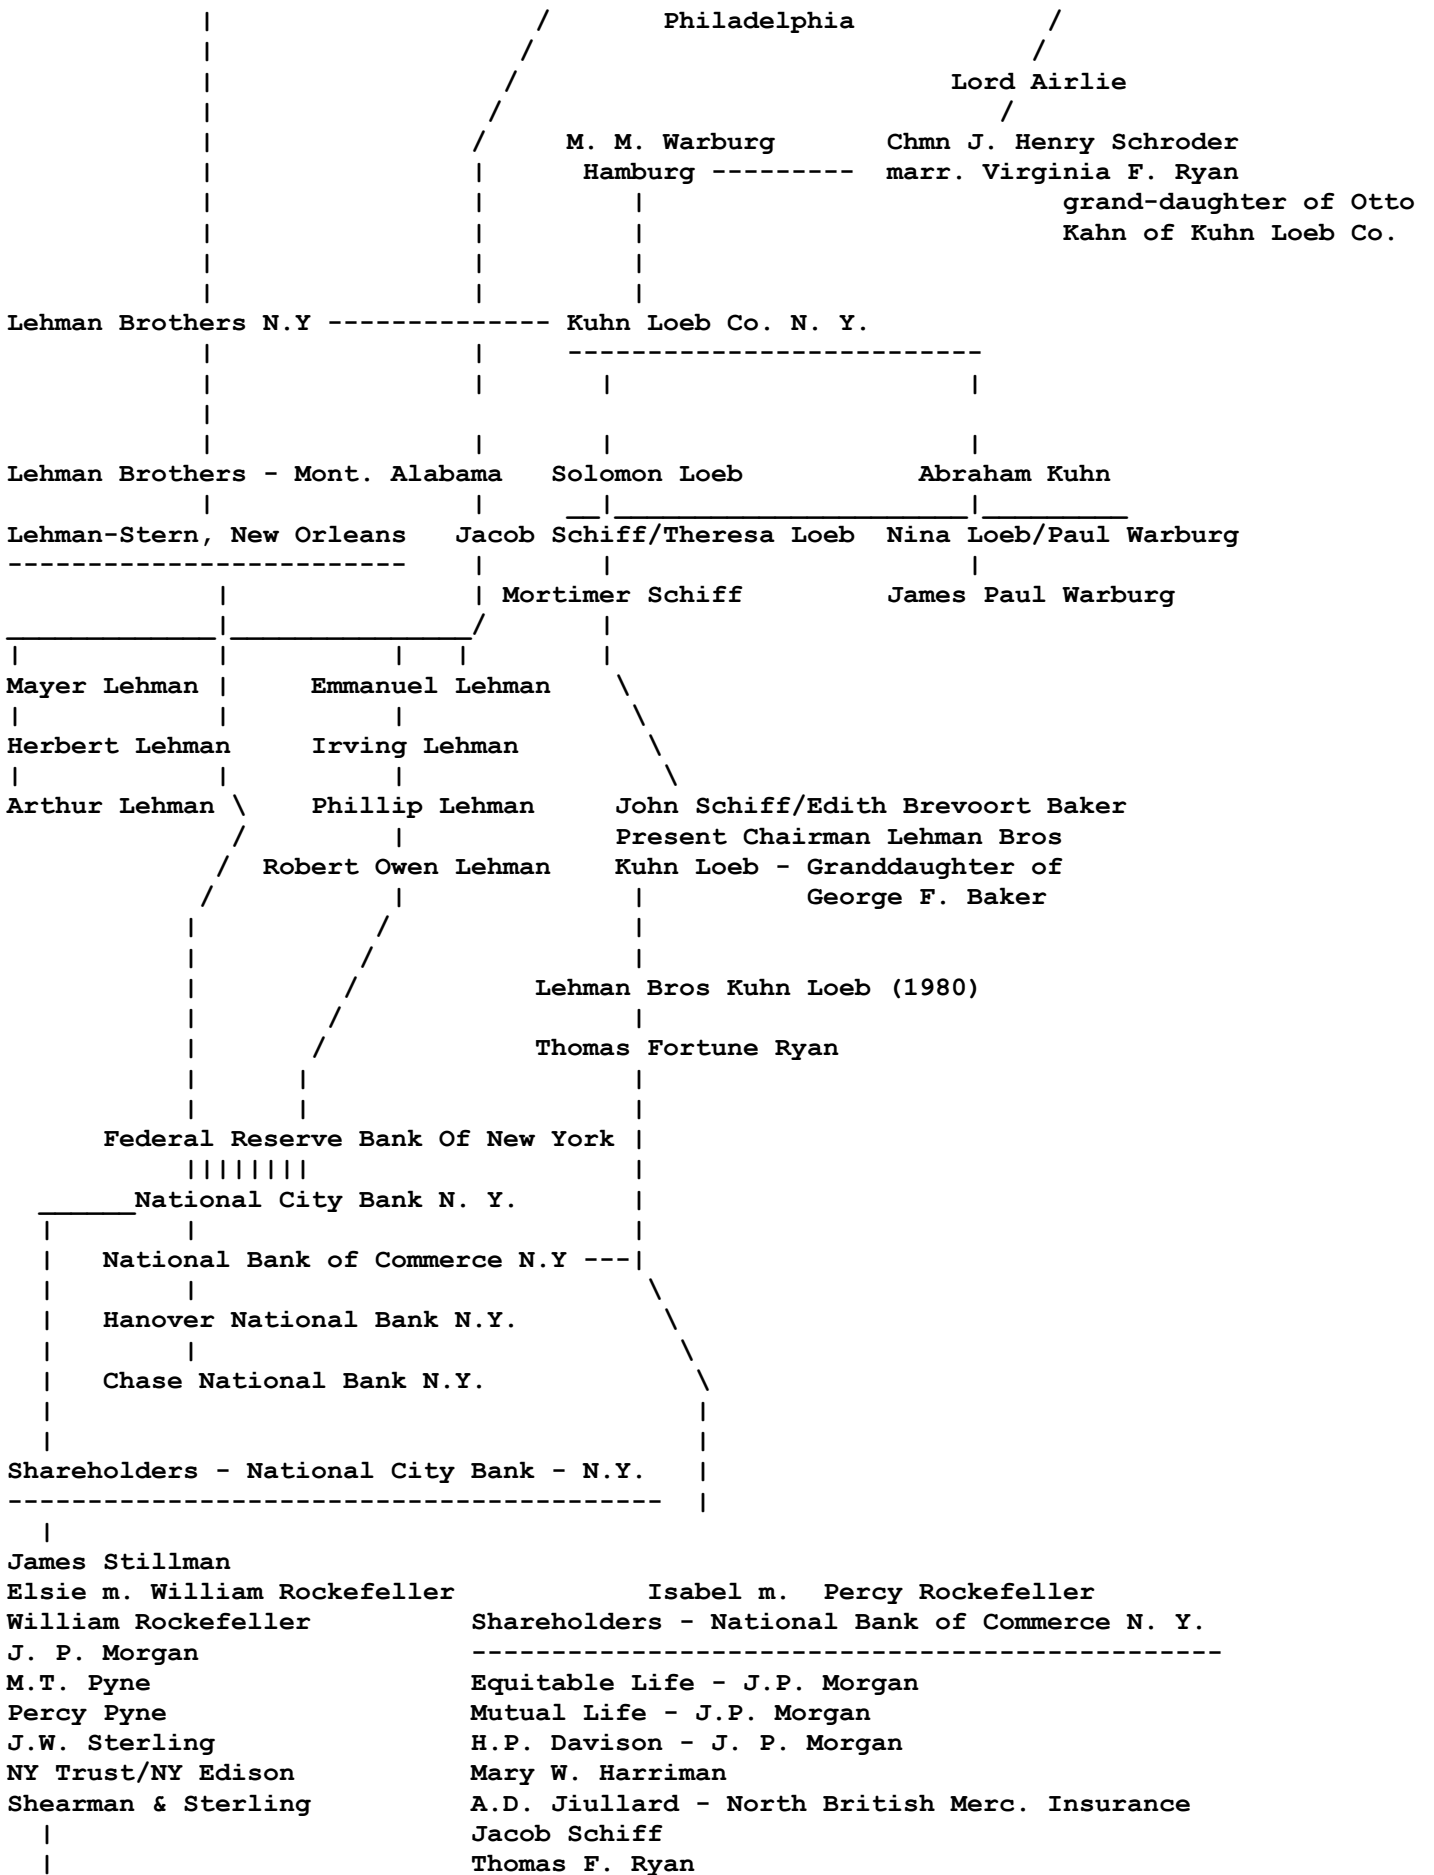 Philadelphia
Lord Airlie
M. M. Warburg Chmn J. Henry Schroder
Hamburg --------- marr. Virginia F. Ryan
grand-daughter of Otto
Kahn of Kuhn Loeb Co.
Lehman Brothers N.Y -------------- Kuhn Loeb Co. N. Y.
Lehman Brothers - Mont. Alabama Solomon Loeb Abraham Kuhn
Lehman-Stern, New Orleans Jacob Schiff/Theresa Loeb Nina Loeb/Paul Warburg
Mortimer Schiff James Paul Warburg
Mayer Lehman Emmanuel Lehman
Herbert Lehman Irving Lehman
Arthur Lehman Phillip Lehman John Schiff/Edith Brevoort Baker
Present Chairman Lehman Bros
Robert Owen Lehman Kuhn Loeb - Granddaughter of
George F. Baker
Lehman Bros Kuhn Loeb (1980)
Thomas Fortune Ryan
Federal Reserve Bank Of New York
National City Bank N. Y.
National Bank of Commerce N.Y ---
Hanover National Bank N.Y.
Chase National Bank N.Y.
Shareholders - National City Bank - N.Y.
James Stillman
Elsie m. William Rockefeller Isabel m. Percy Rockefeller
William Rockefeller Shareholders - National Bank of Commerce N. Y.
J. P. Morgan
M.T. Pyne Equitable Life - J.P. Morgan
Percy Pyne Mutual Life - J.P. Morgan
J.W. Sterling H.P. Davison - J. P. Morgan
NY Trust/NY Edison Mary W. Harriman
Shearman & Sterling A.D. Jiullard - North British Merc. Insurance
Jacob Schiff
Thomas F. Ryan